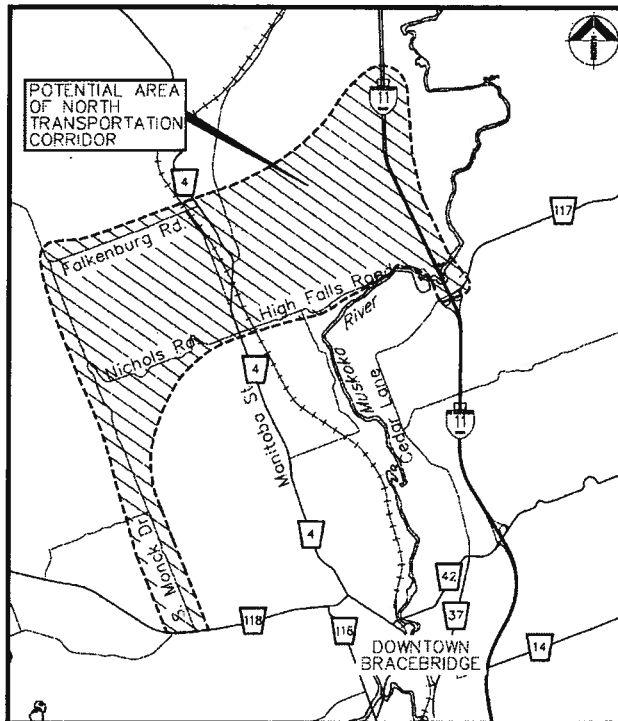 NORTH
11
POTENTIAL AREA
OF NORTH
TRANSPORTATION
CORRIDOR
4
117
Falkenburg Rd.
High Falls Road
Muskoka River
Nichols Rd
4
Cedar Lane
Manitoba St
11
4
S. Monck Dr.
42
118
118
37
DOWNTOWN
BRACEBRIDGE
14